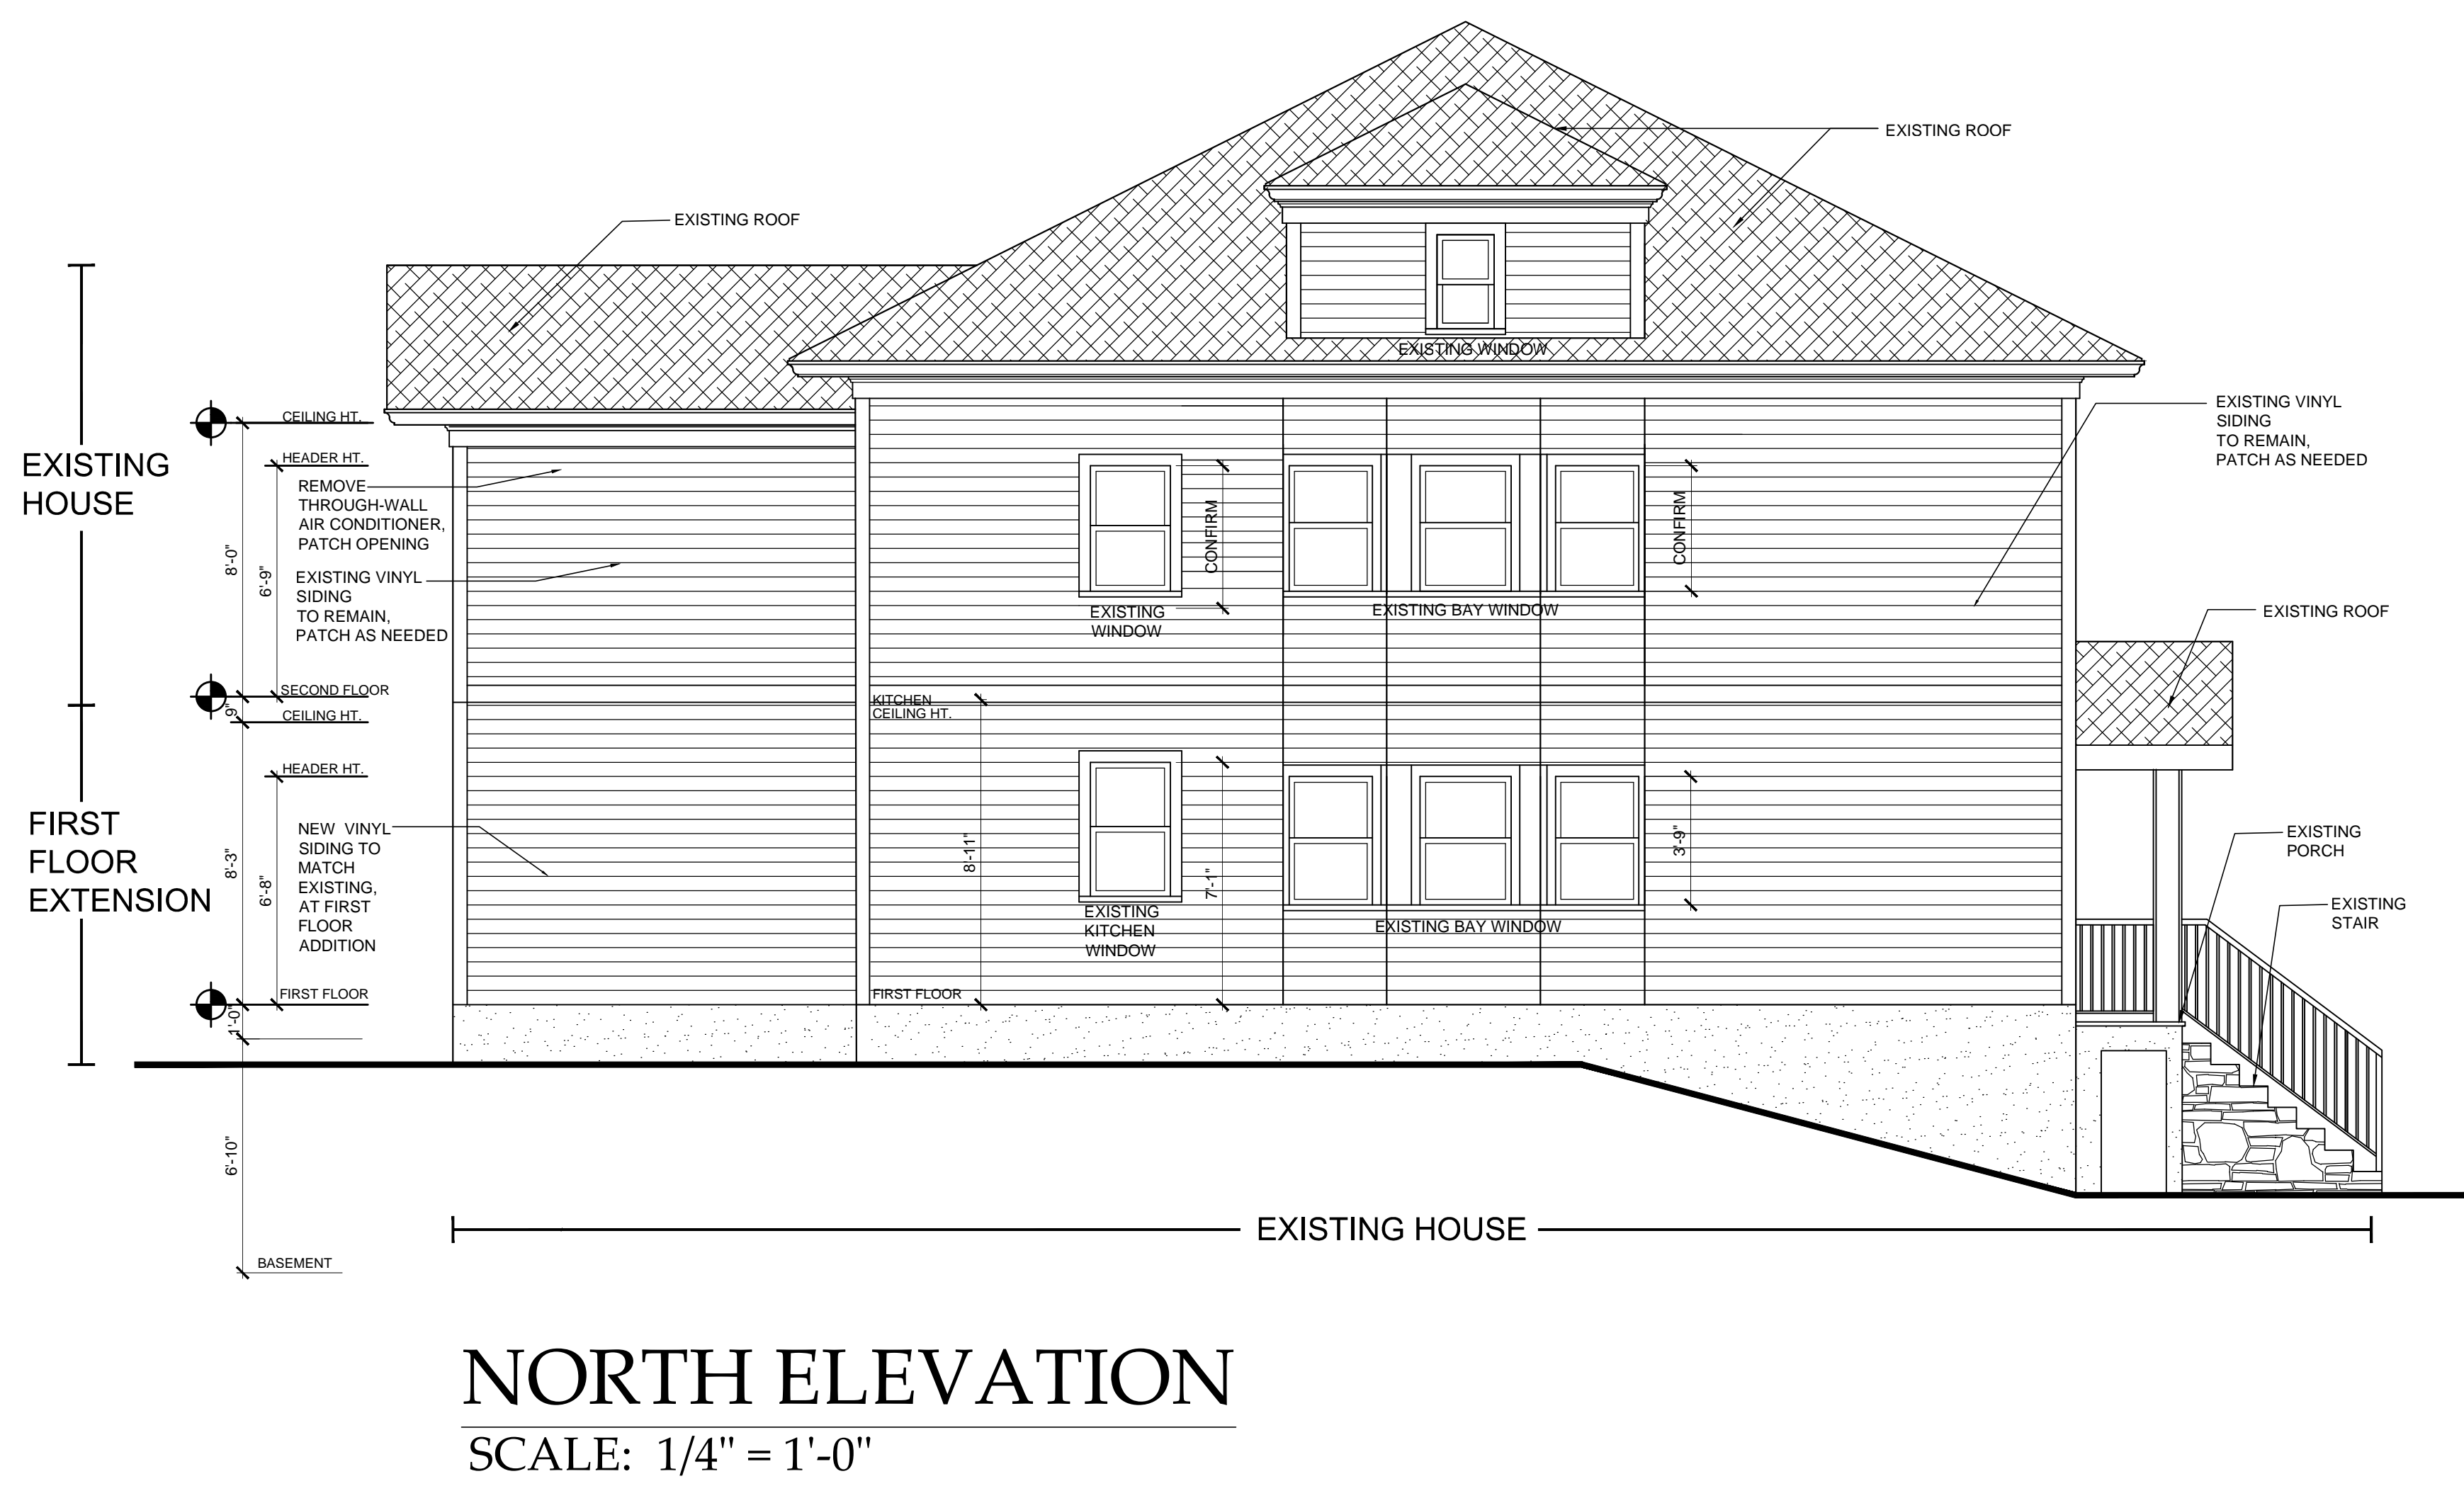 EXISTING ROOF
EXISTING ROOF
EXISTING WINDOW
EXISTING
HOUSE
CEILING HT.
HEADER HT.
REMOVE
THROUGH-WALL
AIR CONDITIONER,
PATCH OPENING
EXISTING VINYL
SIDING
TO REMAIN,
PATCH AS NEEDED
8'-0"
6'-9"
SECOND FLOOR
9"
CEILING HT.
EXISTING VINYL
SIDING
TO REMAIN,
PATCH AS NEEDED
CONFIRM
CONFIRM
EXISTING
WINDOW
EXISTING BAY WINDOW
EXISTING ROOF
KITCHEN
CEILING HT.
FIRST
FLOOR
EXTENSION
HEADER HT.
NEW VINYL
SIDING TO
MATCH
EXISTING,
AT FIRST
FLOOR
ADDITION
8'-3"
6'-8"
FIRST FLOOR
1'-0"
8'-11"
7'-1"
3'-9"
EXISTING
KITCHEN
WINDOW
EXISTING BAY WINDOW
FIRST FLOOR
EXISTING
PORCH
EXISTING
STAIR
6'-10"
BASEMENT
EXISTING HOUSE
NORTH ELEVATION
SCALE: 1/4" = 1'-0"